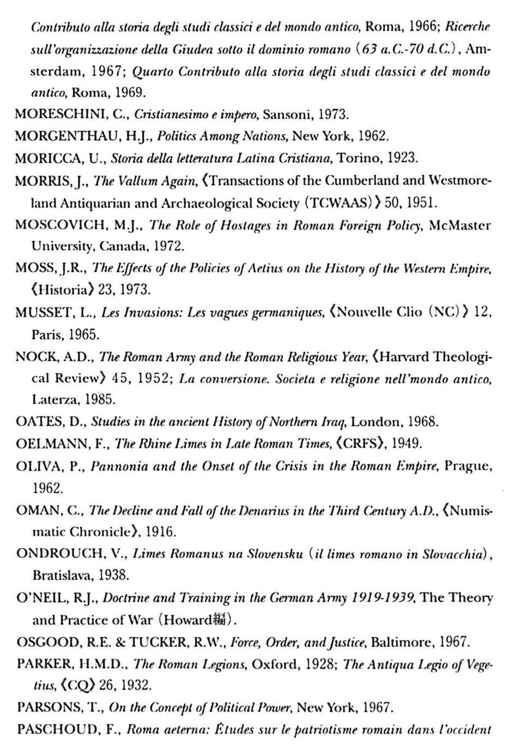 Contributo alla storia degli studi classici e del mondo antico, Roma, 1966; Ricerche
sull'organizzazione della Giudea sotto il dominio romano (63 a.C.-70 d.C.), Am-
sterdam, 1967; Quarto Contributo alla storia degli studi classici e del mondo
antico, Roma, 1969.
MORESCHINI, C., Cristianesimo e impero, Sansoni, 1973.
MORGENTHAU, H.J., Politics Among Nations, New York, 1962.
MORICCA, U., Storia della letteratura Latina Cristiana, Torino, 1923.
MORRIS, J., The Vallum Again, 《Transactions of the Cumberland and Westmore-
land Antiquarian and Archaeological Society (TCWAAS)》 50, 1951.
MOSCOVICH, M.J., The Role of Hostages in Roman Foreign Policy, McMaster
University, Canada, 1972.
MOSS, J.R., The Effects of the Policies of Aetius on the History of the Western Empire,
《Historia》 23, 1973.
MUSSET, L., Les Invasions: Les vagues germaniques, 《Nouvelle Clio (NC)》 12,
Paris, 1965.
NOCK, A.D., The Roman Army and the Roman Religious Year, 《Harvard Theologi-
cal Review》 45, 1952; La conversione. Societa e religione nell'mondo antico,
Laterza, 1985.
OATES, D., Studies in the ancient History of Northern Iraq, London, 1968.
OELMANN, F., The Rhine Limes in Late Roman Times, 《CRFS》, 1949.
OLIVA, P., Pannonia and the Onset of the Crisis in the Roman Empire, Prague,
1962.
OMAN, C., The Decline and Fall of the Denarius in the Third Century A.D., 《Numis-
matic Chronicle》, 1916.
ONDROUCH, V., Limes Romanus na Slovensku (il limes romano in Slovacchia),
Bratislava, 1938.
O'NEIL, R.J., Doctrine and Training in the German Army 1919-1939, The Theory
and Practice of War (Howard編).
OSGOOD, R.E. & TUCKER, R.W., Force, Order, and Justice, Baltimore, 1967.
PARKER, H.M.D., The Roman Legions, Oxford, 1928; The Antiqua Legio of Vege-
tius, 《CQ》 26, 1932.
PARSONS, T., On the Concept of Political Power, New York, 1967.
PASCHOUD, F., Roma aeterna: Études sur le patriotisme romain dans l'occident